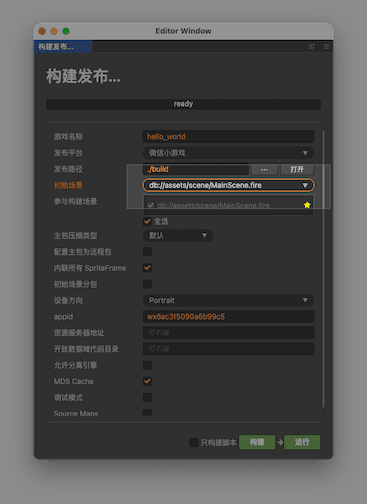 Editor Window
构建发布...
构建发布...
ready
游戏名称 hello_world
发布平台 微信小游戏
发布路径 ./build ... 打开
初始场景 db://assets/scene/MainScene.fire
参与构建场景 db://assets/scene/MainScene.fire
全选
主包压缩类型 默认
配置主包为远程包
内联所有 SpriteFrame
初始场景分包
设备方向 Portrait
appid wx6ac3f5090a6b99c5
资源服务器地址 可不填
开放数据域代码目录 可不填
允许分离引擎
MD5 Cache
调试模式
Source Maps
只构建脚本 构建 运行